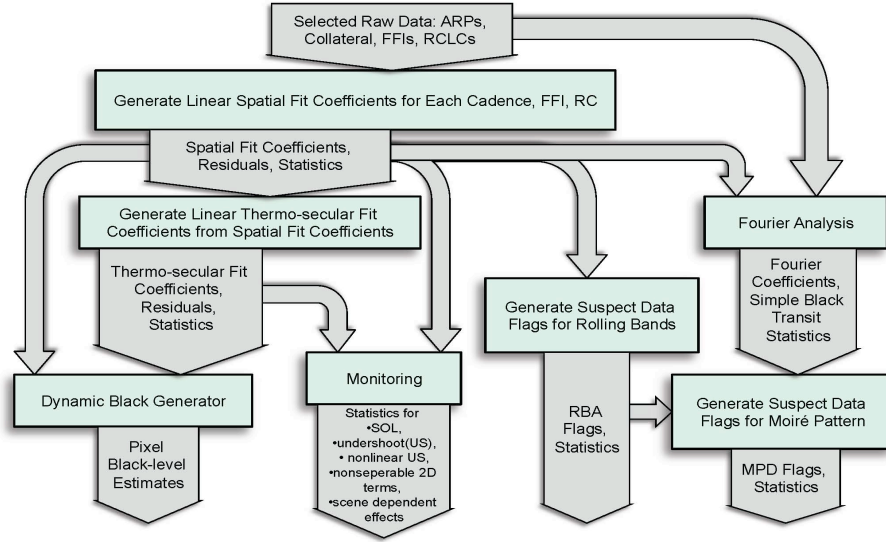 Selected Raw Data: ARPs,
Collateral, FFIs, RCLCs
Generate Linear Spatial Fit Coefficients for Each Cadence, FFI, RC
Spatial Fit Coefficients,
Residuals, Statistics
Generate Linear Thermo-secular Fit
Coefficients from Spatial Fit Coefficients
Fourier Analysis
Thermo-secular Fit
Coefficients,
Residuals,
Statistics
Generate Suspect Data
Flags for Rolling Bands
Fourier
Coefficients,
Simple Black
Transit
Statistics
Dynamic Black Generator
Monitoring
Generate Suspect Data
Flags for Moiré Pattern
Pixel
Black-level
Estimates
Statistics for
•SOL,
•undershoot(US),
• nonlinear US,
•nonseperable 2D
terms,
•scene dependent
effects
RBA
Flags,
Statistics
MPD Flags,
Statistics